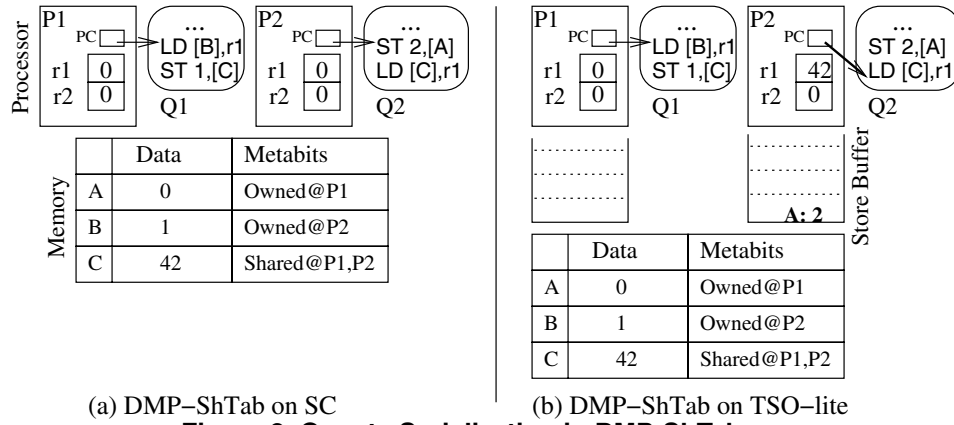 P1
PC
r1 0
r2 0
...
LD [B],r1
ST 1,[C]
Q1
P2
PC
r1 0
r2 0
...
ST 2,[A]
LD [C],r1
Q2
Processor
Data Metabits
A 0 Owned@P1
B 1 Owned@P2
C 42 Shared@P1,P2
Memory
(a) DMP−ShTab on SC
P1
PC
r1 0
r2 0
...
LD [B],r1
ST 1,[C]
Q1
P2
PC
r1 42
r2 0
...
ST 2,[A]
LD [C],r1
Q2
A: 2
Store Buffer
Data Metabits
A 0 Owned@P1
B 1 Owned@P2
C 42 Shared@P1,P2
(b) DMP−ShTab on TSO−lite